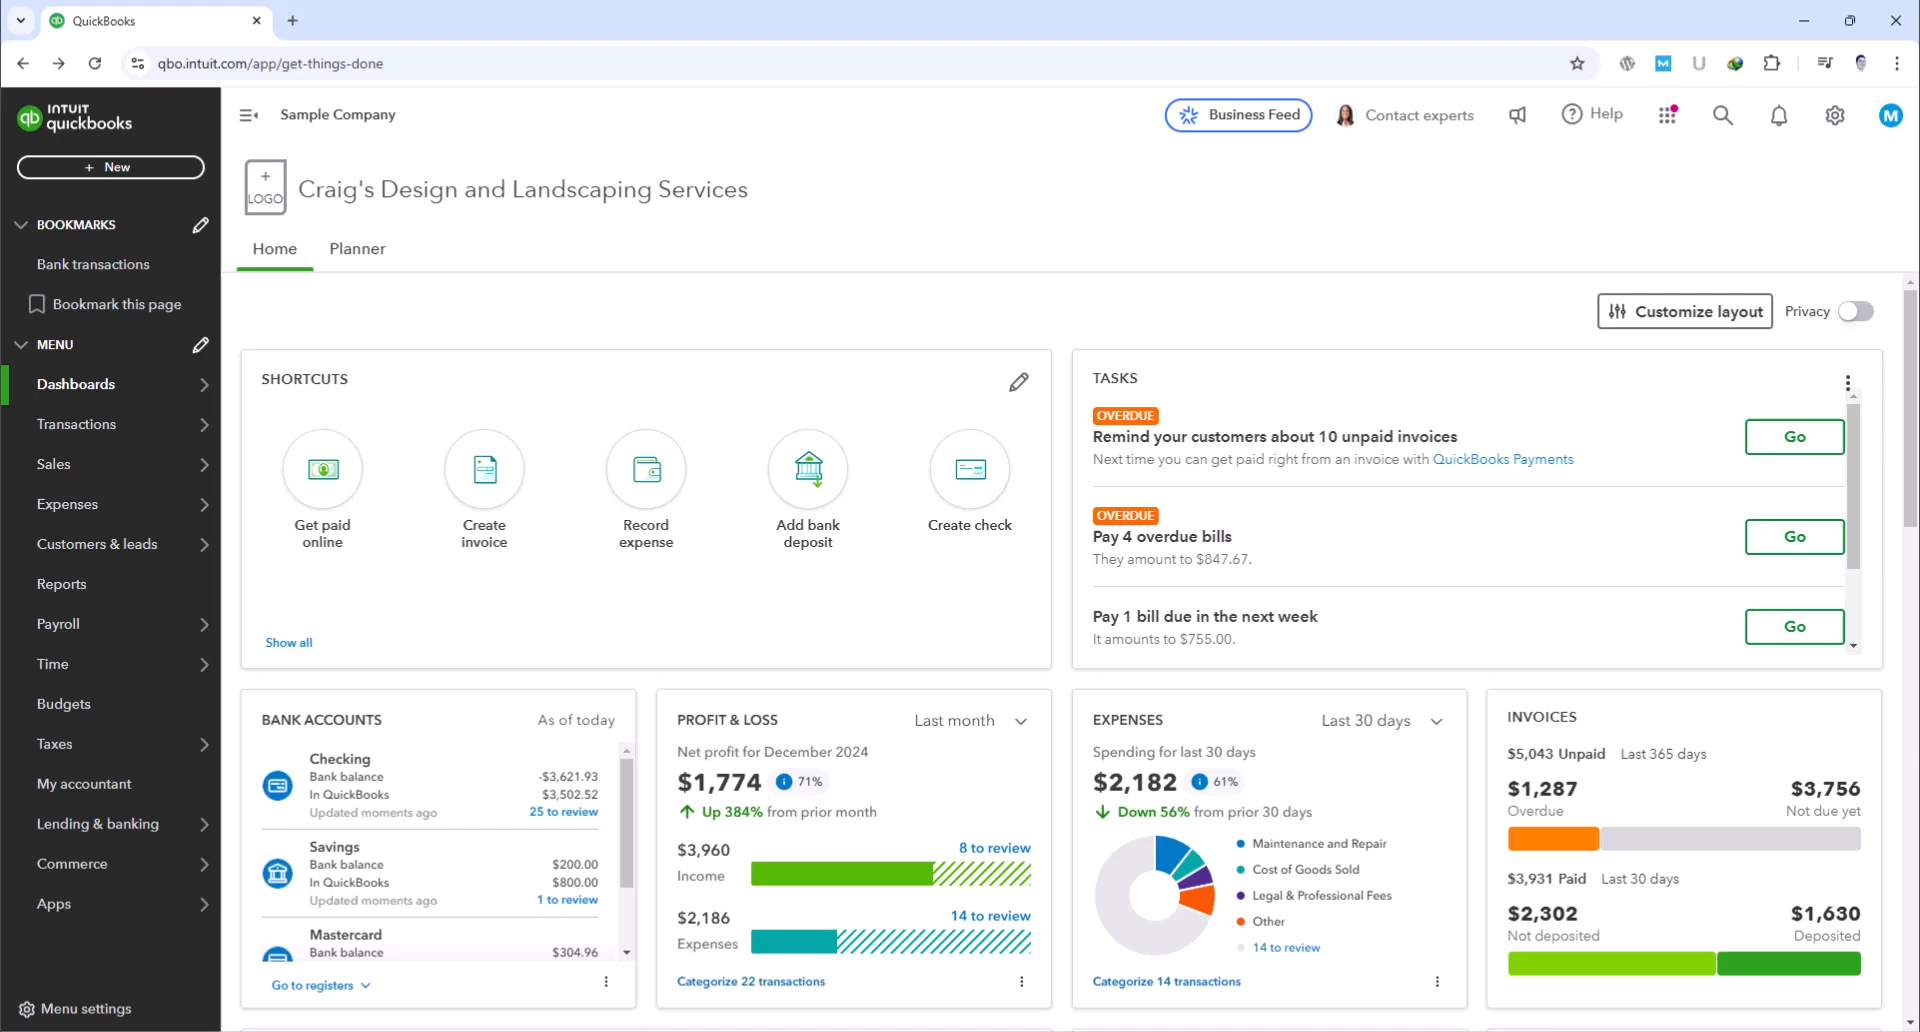 QuickBooks
qbo.intuit.com/app/get-things-done
INTUIT
quickbooks
+ New
BOOKMARKS
Bank transactions
Bookmark this page
MENU
Dashboards
Transactions
Sales
Expenses
Customers & leads
Reports
Payroll
Time
Budgets
Taxes
My accountant
Lending & banking
Commerce
Apps
Menu settings
Sample Company
Business Feed
Contact experts
Help
M
+
LOGO
Craig's Design and Landscaping Services
Home
Planner
Customize layout
Privacy
SHORTCUTS
Get paid
online
Create
invoice
Record
expense
Add bank
deposit
Create check
Show all
TASKS
OVERDUE
Remind your customers about 10 unpaid invoices
Next time you can get paid right from an invoice with QuickBooks Payments
Go
OVERDUE
Pay 4 overdue bills
They amount to $847.67.
Go
Pay 1 bill due in the next week
It amounts to $755.00.
Go
BANK ACCOUNTS
As of today
Checking
Bank balance -$3,621.93
In QuickBooks $3,502.52
Updated moments ago 25 to review
Savings
Bank balance $200.00
In QuickBooks $800.00
Updated moments ago 1 to review
Mastercard
Bank balance $304.96
Go to registers
PROFIT & LOSS
Last month
Net profit for December 2024
$1,774 71%
Up 384% from prior month
$3,960 8 to review
Income
$2,186 14 to review
Expenses
Categorize 22 transactions
EXPENSES
Last 30 days
Spending for last 30 days
$2,182 61%
Down 56% from prior 30 days
Maintenance and Repair
Cost of Goods Sold
Legal & Professional Fees
Other
14 to review
Categorize 14 transactions
INVOICES
$5,043 Unpaid Last 365 days
$1,287 $3,756
Overdue Not due yet
$3,931 Paid Last 30 days
$2,302 $1,630
Not deposited Deposited